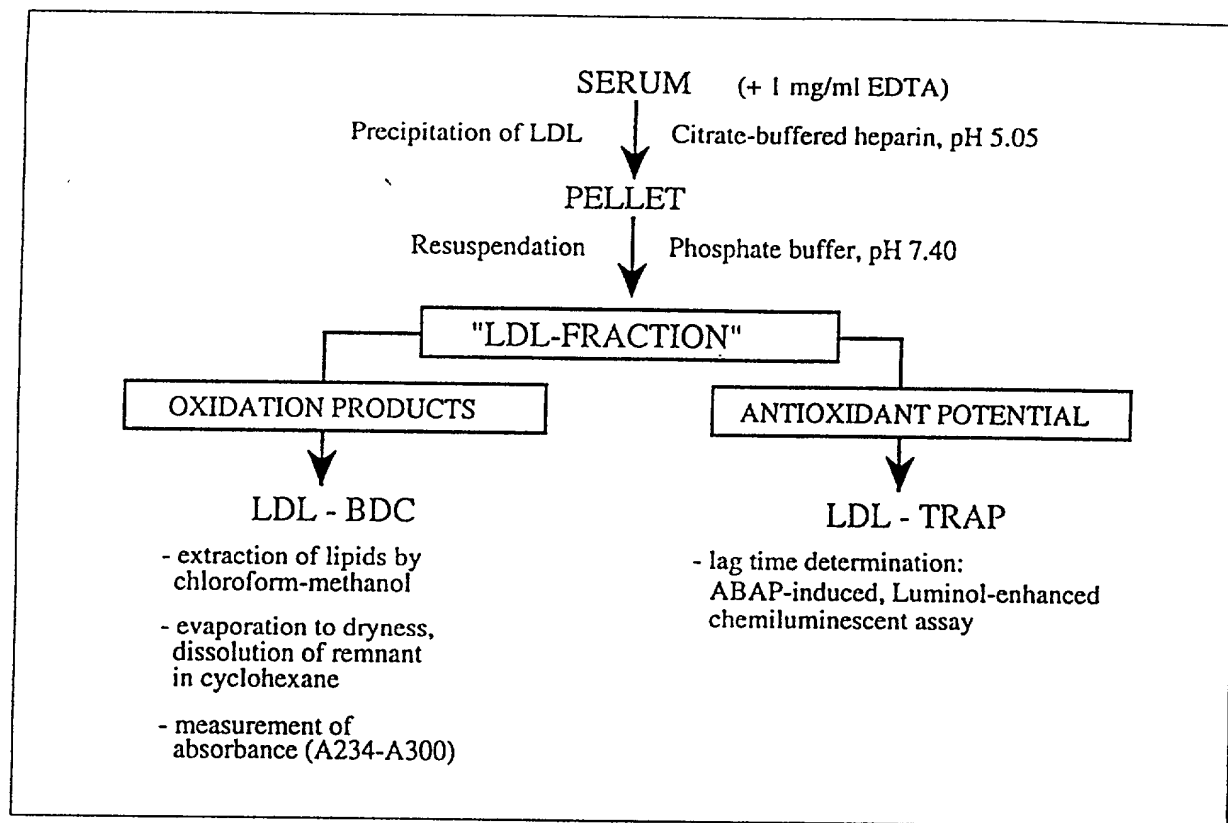 SERUM (+ 1 mg/ml EDTA)
Precipitation of LDL Citrate-buffered heparin, pH 5.05
PELLET
Resuspendation Phosphate buffer, pH 7.40
"LDL-FRACTION"
OXIDATION PRODUCTS
LDL - BDC
- extraction of lipids by
chloroform-methanol
- evaporation to dryness,
dissolution of remnant
in cyclohexane
- measurement of
absorbance (A234-A300)
ANTIOXIDANT POTENTIAL
LDL - TRAP
- lag time determination:
ABAP-induced, Luminol-enhanced
chemiluminescent assay